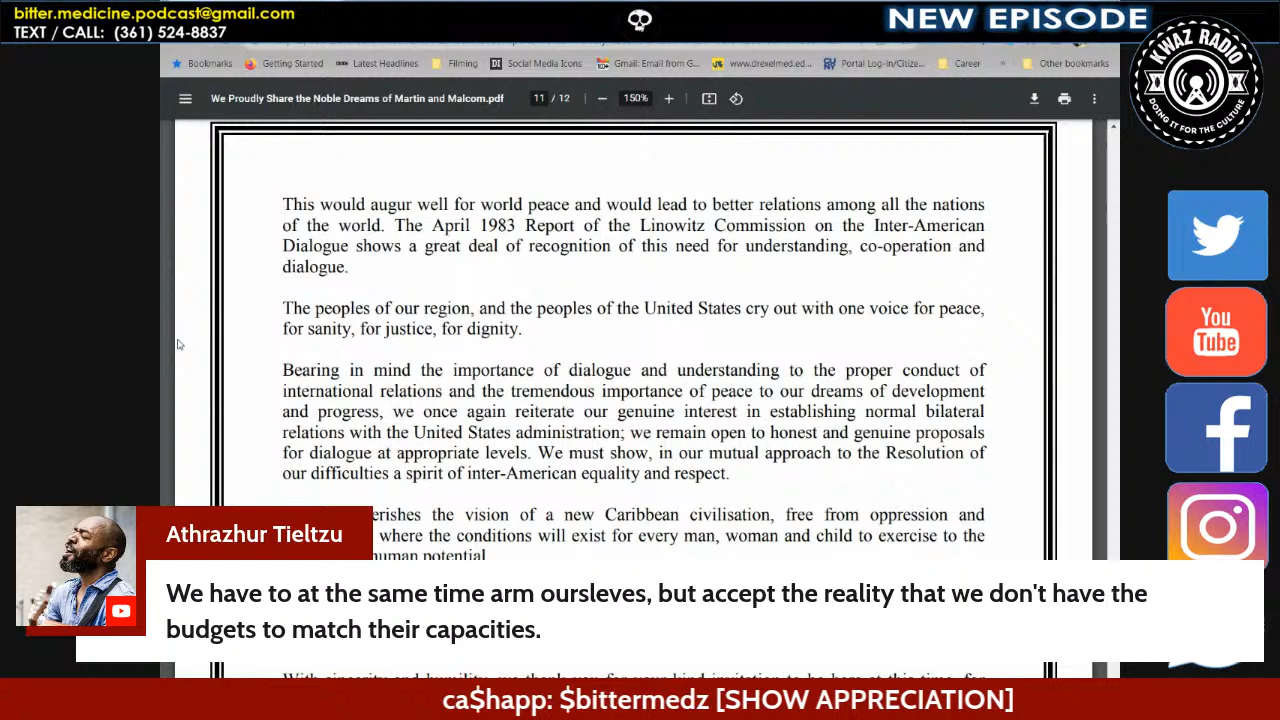 bitter.medicine.podcast@gmail.com
TEXT / CALL: (361) 524-8837
NEW EPISODE
KWAZ RADIO
DOING IT FOR THE CULTURE
Bookmarks
Getting Started
Latest Headlines
Filming
Social Media Icons
Gmail: Email from G...
www.drexelmed.ed...
Portal Log-in/Citize...
Career
»
Other bookmarks
We Proudly Share the Noble Dreams of Martin and Malcom.pdf
11 / 12
150%
This would augur well for world peace and would lead to better relations among all the nations
of the world. The April 1983 Report of the Linowitz Commission on the Inter-American
Dialogue shows a great deal of recognition of this need for understanding, co-operation and
dialogue.
The peoples of our region, and the peoples of the United States cry out with one voice for peace,
for sanity, for justice, for dignity.
Bearing in mind the importance of dialogue and understanding to the proper conduct of
international relations and the tremendous importance of peace to our dreams of development
and progress, we once again reiterate our genuine interest in establishing normal bilateral
relations with the United States administration; we remain open to honest and genuine proposals
for dialogue at appropriate levels. We must show, in our mutual approach to the Resolution of
our difficulties a spirit of inter-American equality and respect.
the vision of a new Caribbean civilisation, free from oppression and
where the conditions will exist for every man, woman and child to exercise to the
human potential
Athrazhur Tieltzu
We have to at the same time arm oursleves, but accept the reality that we don't have the
budgets to match their capacities.
You
Tube
ca$happ: $bittermedz [SHOW APPRECIATION]